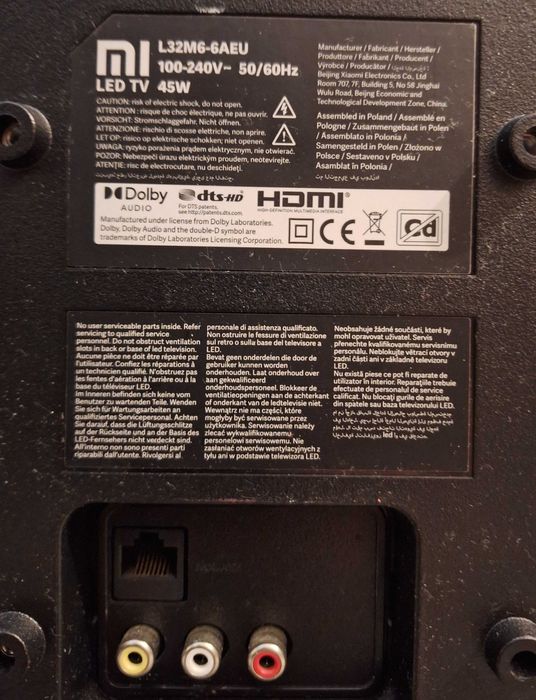 mi
LED TV
L32M6-6AEU
100-240V~ 50/60Hz
45W
CAUTION: risk of electric shock, do not open.
ATTENTION: risque de choc électrique, ne pas ouvrir.
VORSICHT: Stromschlaggefahr. Nicht öffnen.
ATTENZIONE: rischio di scosse elettriche, non aprire.
LET OP: risico op elektrische schokken; niet openen.
UWAGA: ryzyko porażenia prądem elektrycznym, nie otwierać.
POZOR: Nebezpečí úrazu elektrickým proudem, neotevírejte.
ATENȚIE: risc de electrocutare, nu deschideți.
Manufacturer / Fabricant / Hersteller /
Produttore / Fabrikant / Producent /
Výrobce / Producător /
Beijing Xiaomi Electronics Co., Ltd
Room 707, 7F, Building 5, No 58 Jinghai
Wulu Road, Beijing Economic and
Technological Development Zone, China.
Assembled in Poland / Assemblé en
Pologne / Zusammengebaut in Polen
/ Assemblato in Polonia /
Samengesteld in Polen / Złożono w
Polsce / Sestaveno v Polsku /
Asamblat în Polonia /
Dolby
AUDIO
dts-HD
For DTS patents,
see http://patents.dts.com.
HDMI
HIGH-DEFINITION MULTIMEDIA INTERFACE
Manufactured under license from Dolby Laboratories.
Dolby, Dolby Audio and the double-D symbol are
trademarks of Dolby Laboratories Licensing Corporation.
CE
Cd
No user serviceable parts inside. Refer
servicing to qualified service
personnel. Do not obstruct ventilation
slots in back or base of led television.
Aucune pièce ne doit être réparée par
l'utilisateur. Confiez les réparations à
un technicien qualifié. N'obstruez pas
les fentes d'aération à l'arrière ou à la
base du téléviseur à LED.
Im Inneren befinden sich keine vom
Benutzer zu wartenden Teile. Wenden
Sie sich für Wartungsarbeiten an
qualifiziertes Servicepersonal. Achten
Sie darauf, dass die Lüftungsschlitze
auf der Rückseite und an der Basis des
LED-Fernsehers nicht verdeckt sind.
All'interno non sono presenti parti
riparabili dall'utente. Rivolgersi al
personale di assistenza qualificato.
Non ostruire le fessure di ventilazione
sul retro o sulla base del televisore a
LED.
Bevat geen onderdelen die door de
gebruiker kunnen worden
onderhouden. Laat onderhoud over
aan gekwalificeerd
onderhoudspersoneel. Blokkeer de
ventilatieopeningen aan de achterkant
of onderkant van de ledtelevisie niet.
Wewnątrz nie ma części, które
mogłyby być serwisowane przez
użytkownika. Serwisowanie należy
zlecać wykwalifikowanemu
personelowi serwisowemu. Nie
zasłaniać otworów wentylacyjnych z
tyłu ani w podstawie telewizora LED.
Neobsahuje žádné součásti, které by
mohl opravovat uživatel. Servis
přenechte kvalifikovanému servisnímu
personálu. Neblokujte větrací otvory v
zadní části ani v základně televizoru
LED.
Nu există piese ce pot fi reparate de
utilizator în interior. Reparațiile trebuie
efectuate de personalul de service
calificat. Nu blocați gurile de aerisire
din spatele sau baza televizorului LED.